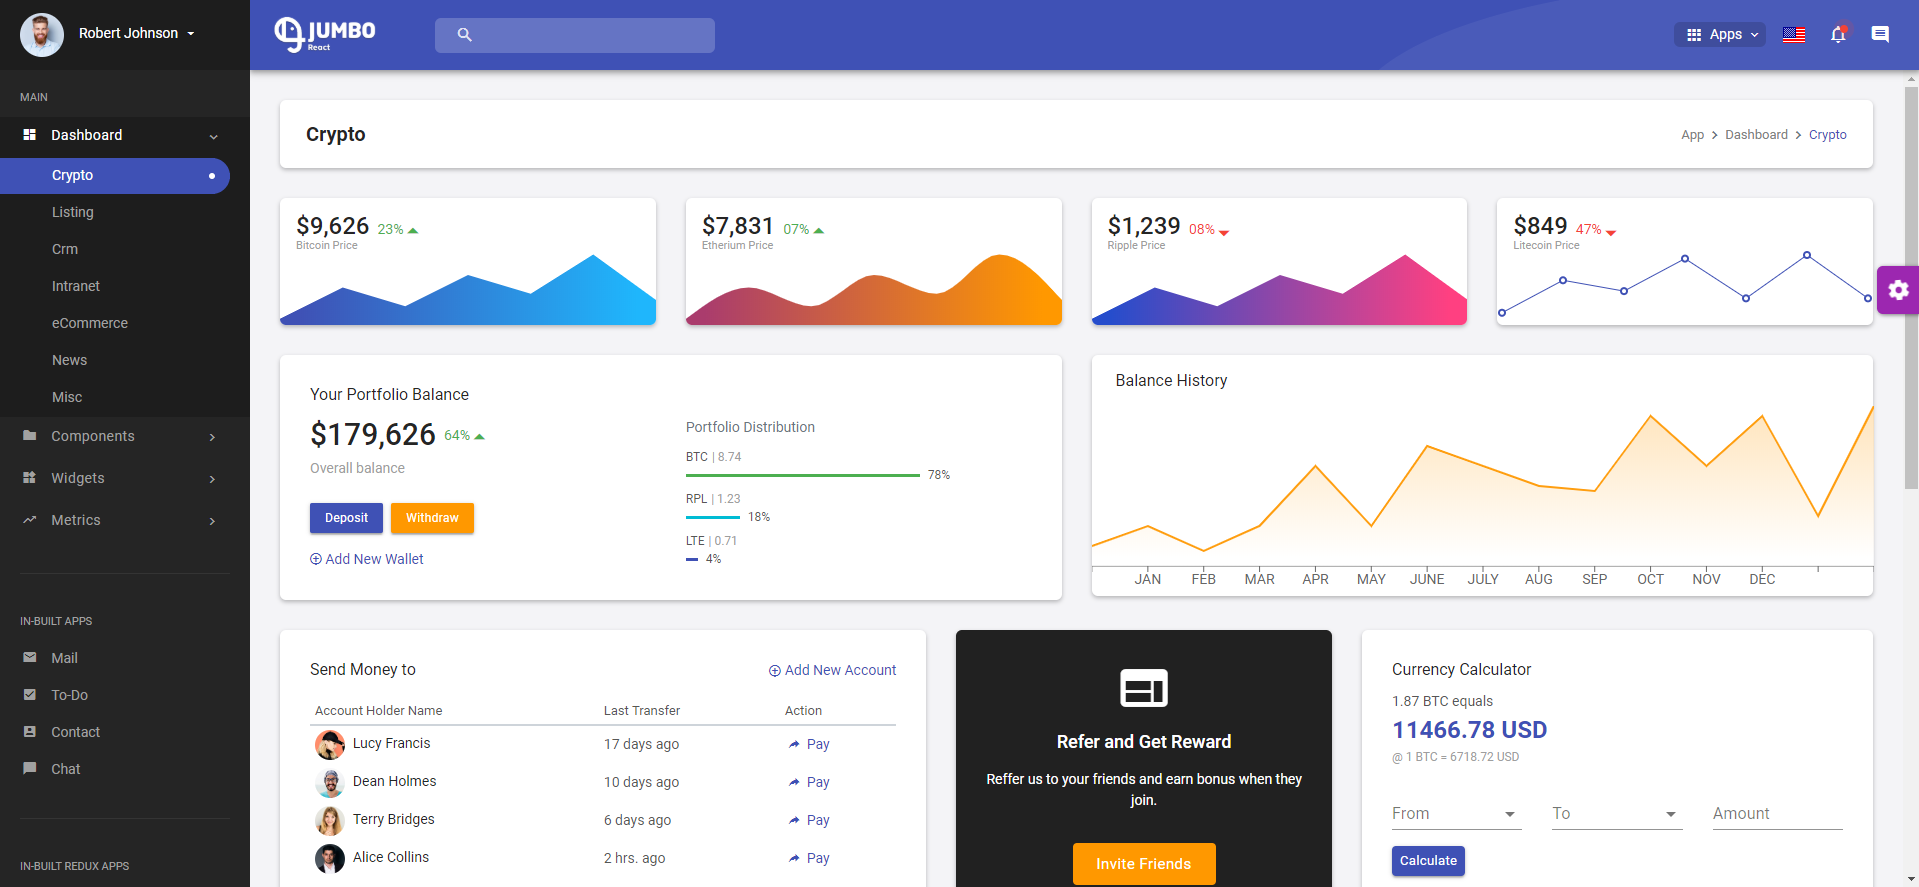 Robert Johnson
JUMBO
React
Apps
MAIN
Dashboard
Crypto
Listing
Crm
Intranet
eCommerce
News
Misc
Components
Widgets
Metrics
IN-BUILT APPS
Mail
To-Do
Contact
Chat
IN-BUILT REDUX APPS
Crypto
App > Dashboard > Crypto
$9,626 23%
Bitcoin Price
$7,831 07%
Etherium Price
$1,239 08%
Ripple Price
$849 47%
Litecoin Price
Your Portfolio Balance
$179,626 64%
Overall balance
Deposit
Withdraw
Add New Wallet
Portfolio Distribution
BTC | 8.74
78%
RPL | 1.23
18%
LTE | 0.71
4%
Balance History
JAN FEB MAR APR MAY JUNE JULY AUG SEP OCT NOV DEC
Send Money to
Add New Account
Account Holder Name Last Transfer Action
Lucy Francis 17 days ago Pay
Dean Holmes 10 days ago Pay
Terry Bridges 6 days ago Pay
Alice Collins 2 hrs. ago Pay
Refer and Get Reward
Reffer us to your friends and earn bonus when they
join.
Invite Friends
Currency Calculator
1.87 BTC equals
11466.78 USD
@ 1 BTC = 6718.72 USD
From To Amount
Calculate